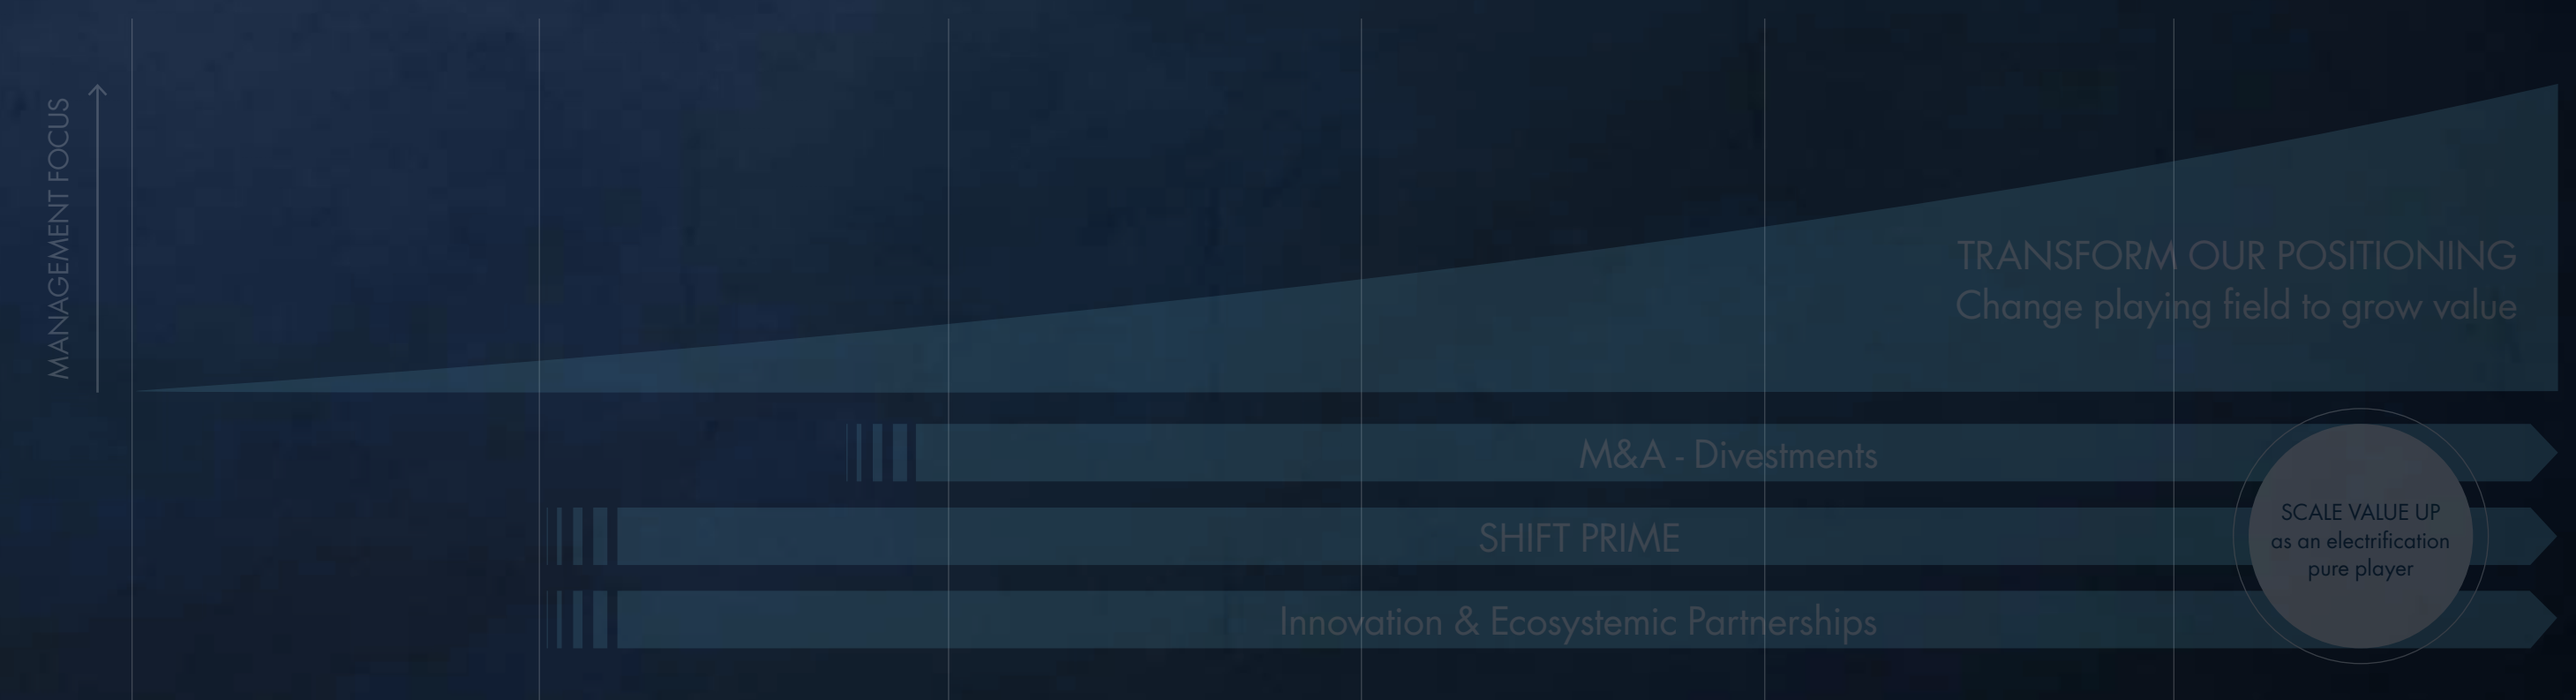 MANAGEMENT FOCUS
TRANSFORM OUR POSITIONING
Change playing field to grow value
M&A - Divestments
SHIFT PRIME
Innovation & Ecosystemic Partnerships
SCALE VALUE UP
as an electrification
pure player